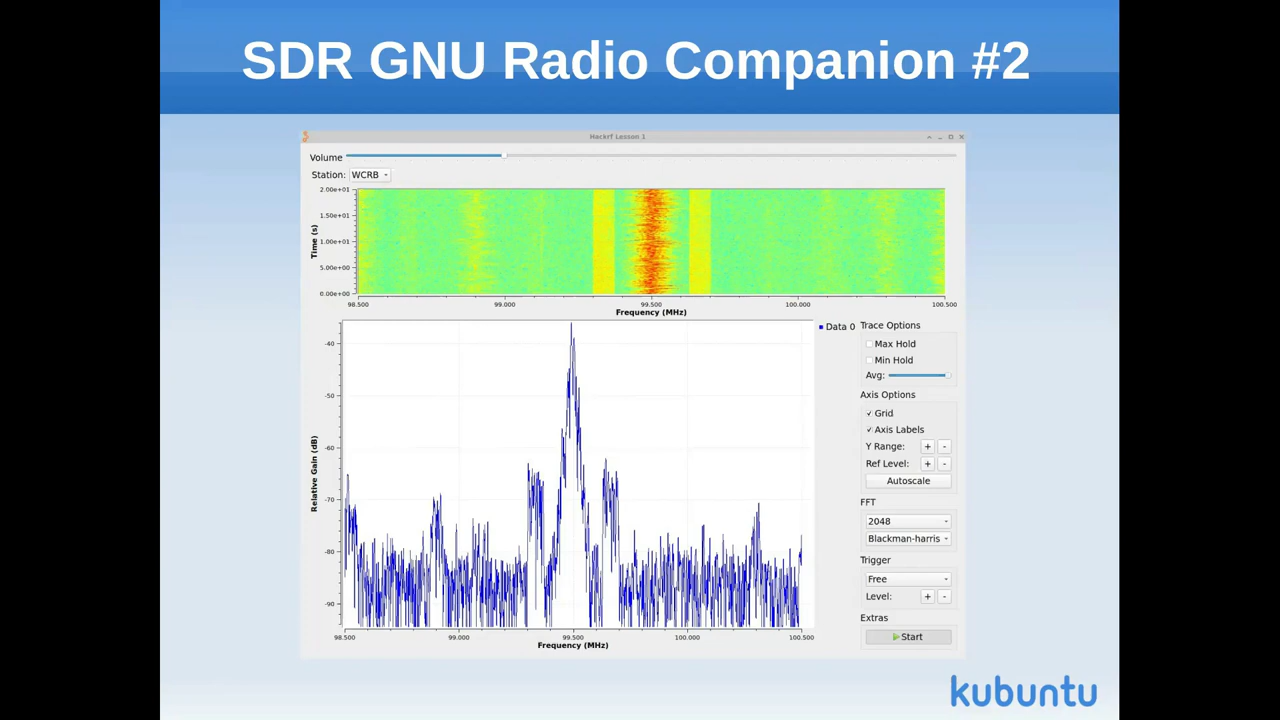 SDR GNU Radio Companion #2
Hackrf Lesson 1
Volume
Station: WCRB
2.00e+01
1.50e+01
1.00e+01
5.00e+00
0.00e+00
Time (s)
98.500 99.000 99.500 100.000 100.500
Frequency (MHz)
-40
-50
-60
-70
-80
-90
Relative Gain (dB)
98.500 99.000 99.500 100.000 100.500
Frequency (MHz)
Data 0
Trace Options
Max Hold
Min Hold
Avg:
Axis Options
Grid
Axis Labels
Y Range: + -
Ref Level: + -
Autoscale
FFT
2048
Blackman-harris
Trigger
Free
Level: + -
Extras
Start
kubuntu